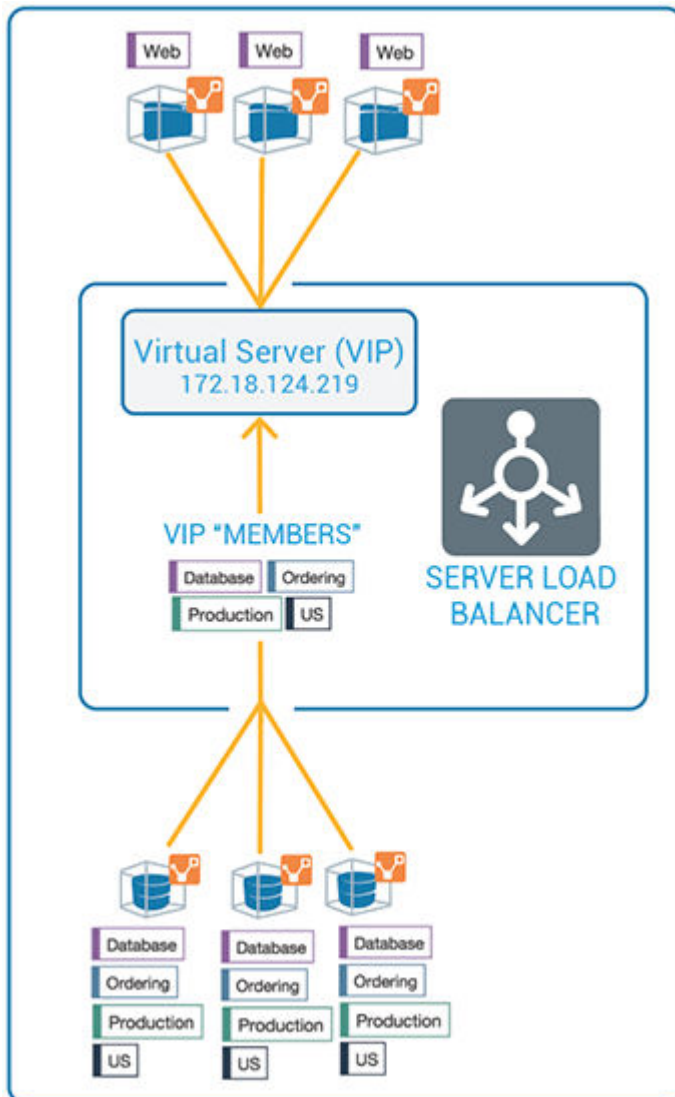 Web
Web
Web
Virtual Server (VIP)
172.18.124.219
VIP “MEMBERS”
Database
Ordering
Production
US
SERVER LOAD
BALANCER
Database
Ordering
Production
US
Database
Ordering
Production
US
Database
Ordering
Production
US